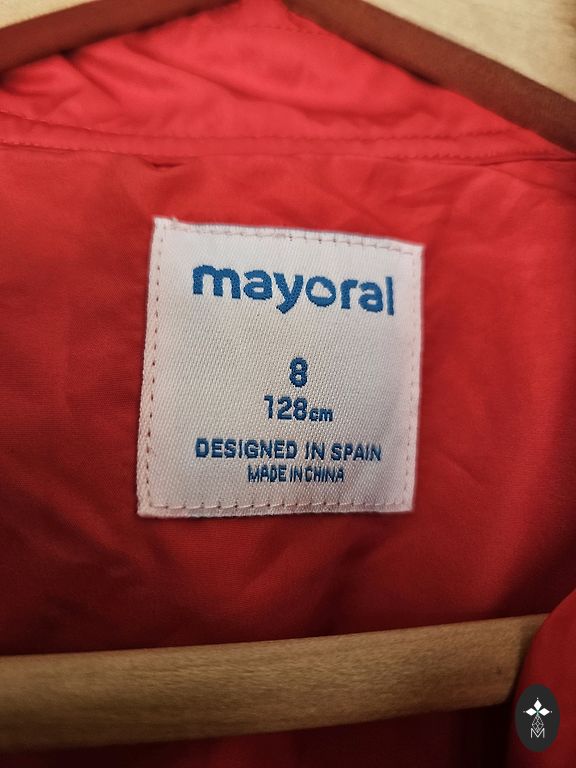 mayoral
8
128cm
DESIGNED IN SPAIN
MADE IN CHINA
M